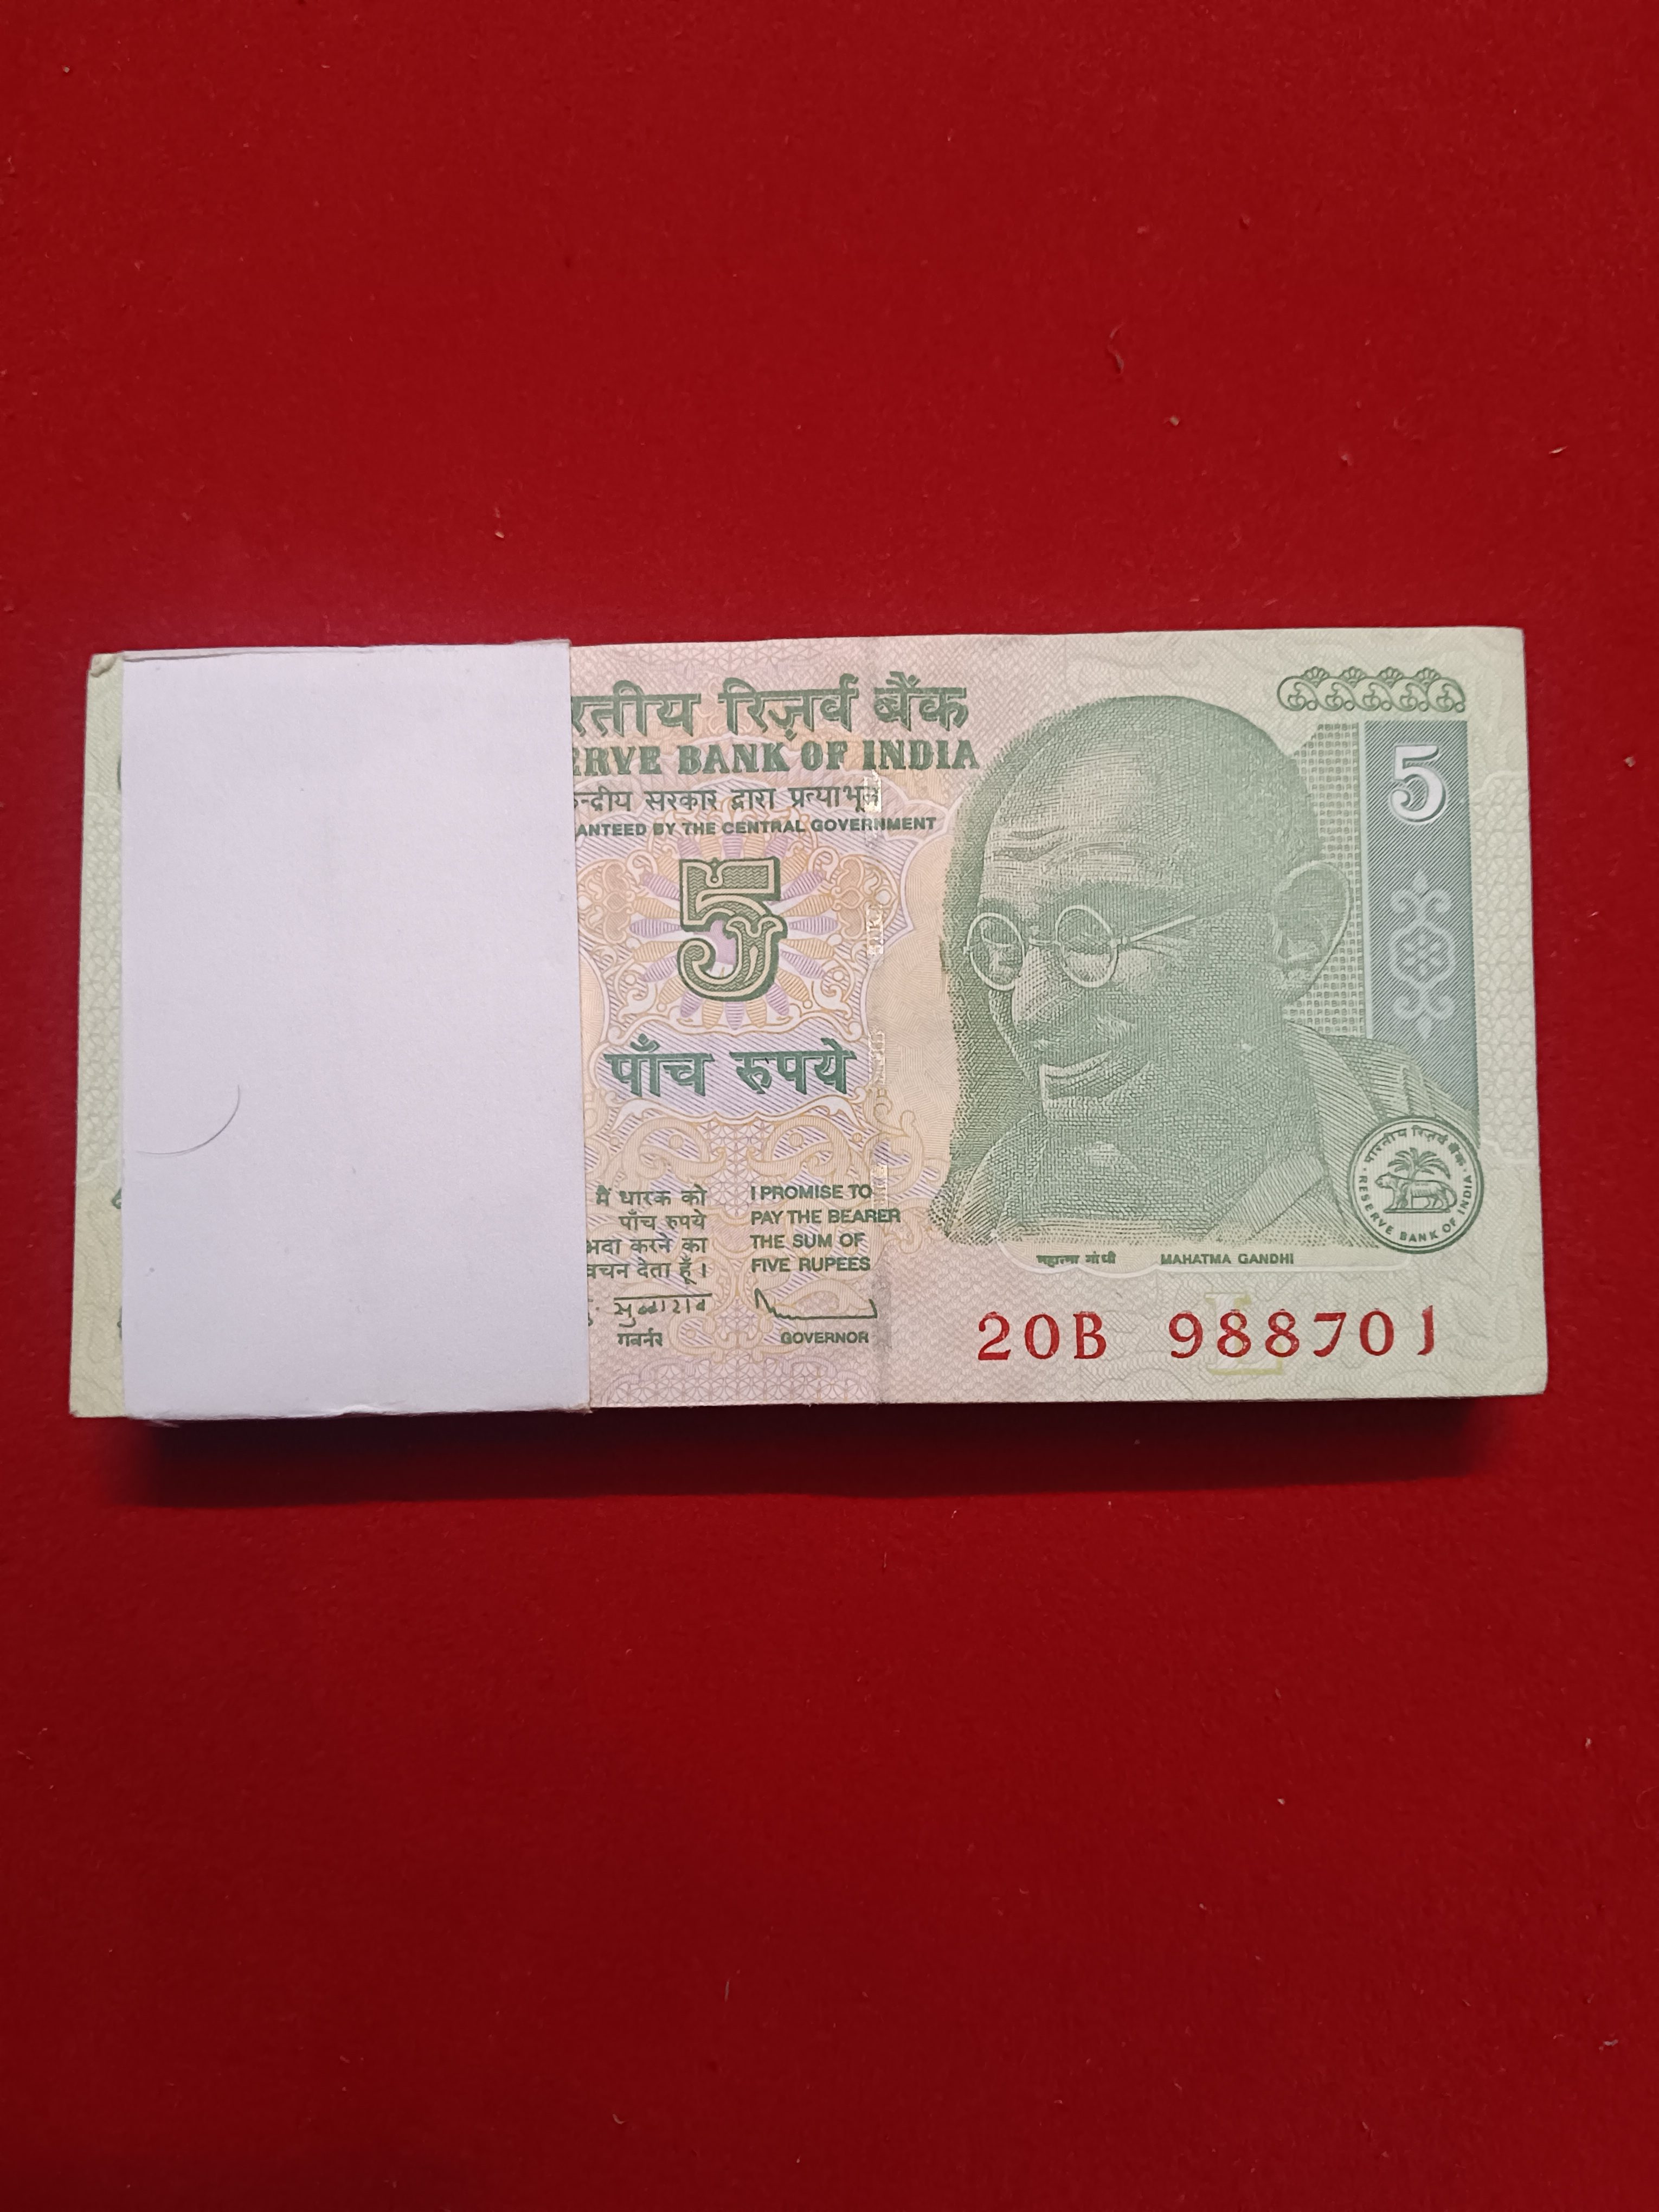 रतीय रिज़र्व बैंक
ERVE BANK OF INDIA
न्द्रीय सरकार द्वारा प्रत्याभूत
ANTEED BY THE CENTRAL GOVERNMENT
5
5
पाँच रुपये
मैं धारक को
पाँच रुपये
अदा करने का
वचन देता हूँ।
गवर्नर
I PROMISE TO
PAY THE BEARER
THE SUM OF
FIVE RUPEES
GOVERNOR
महात्मा गांधी MAHATMA GANDHI
भारतीय रिज़र्व बैंक
RESERVE BANK OF INDIA
20B 988701
L